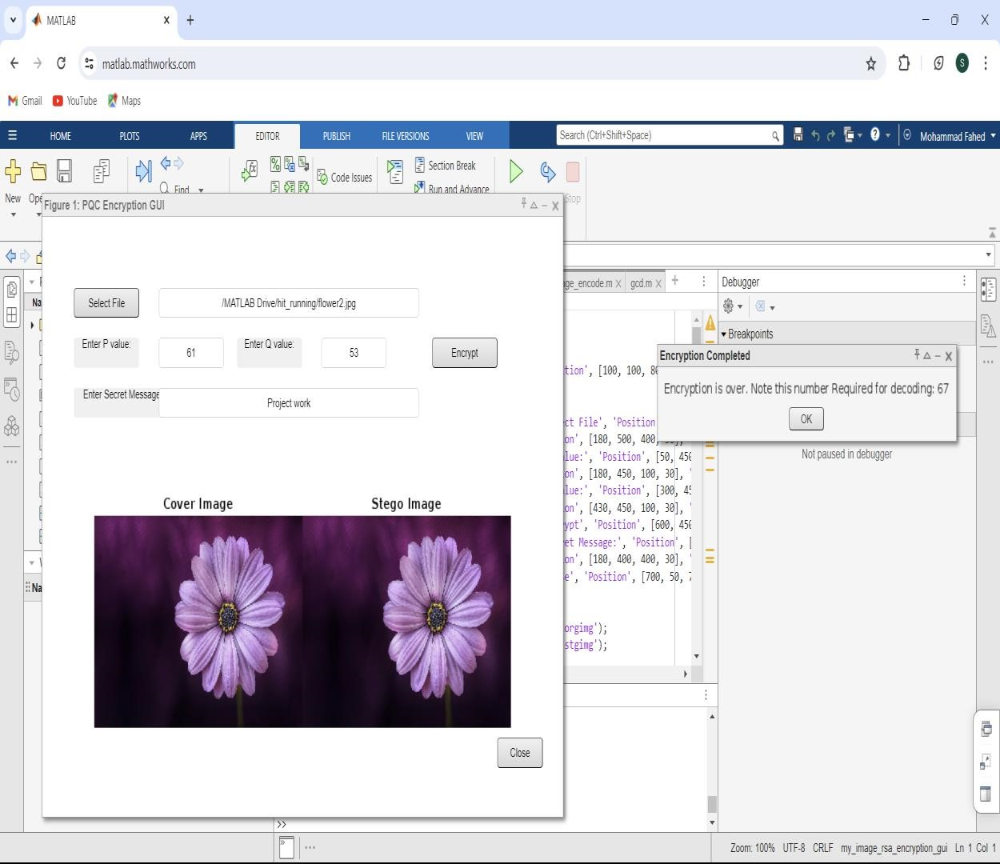 MATLAB
matlab.mathworks.com
Gmail YouTube Maps
HOME PLOTS APPS EDITOR PUBLISH FILE VERSIONS VIEW
Search (Ctrl+Shift+Space)
Mohammad Fahed
Find
Code Issues
Section Break
Run and Advance
New
Stop
Figure 1: PQC Encryption GUI
Select File
/MATLAB Drive/hit_running/flower2.jpg
Enter P value:
61
Enter Q value:
53
Encrypt
Enter Secret Message
Project work
Cover Image
Stego Image
Close
age_encode.m
gcd.m
tion', [100, 100, 80
ct File', 'Position
on', [180, 500, 400,
lue:', 'Position', [50, 450
on', [180, 450, 100, 30], '
lue:', 'Position', [300, 45
on', [430, 450, 100, 30], '
ypt', 'Position', [600, 450
et Message:', 'Position', [
on', [180, 400, 400, 30], '
e', 'Position', [700, 50, 7
orgimg');
stgimg');
Debugger
Breakpoints
Encryption Completed
Encryption is over. Note this number Required for decoding: 67
OK
Not paused in debugger
>>
Zoom: 100% UTF-8 CRLF my_image_rsa_encryption_gui Ln 1 Col 1